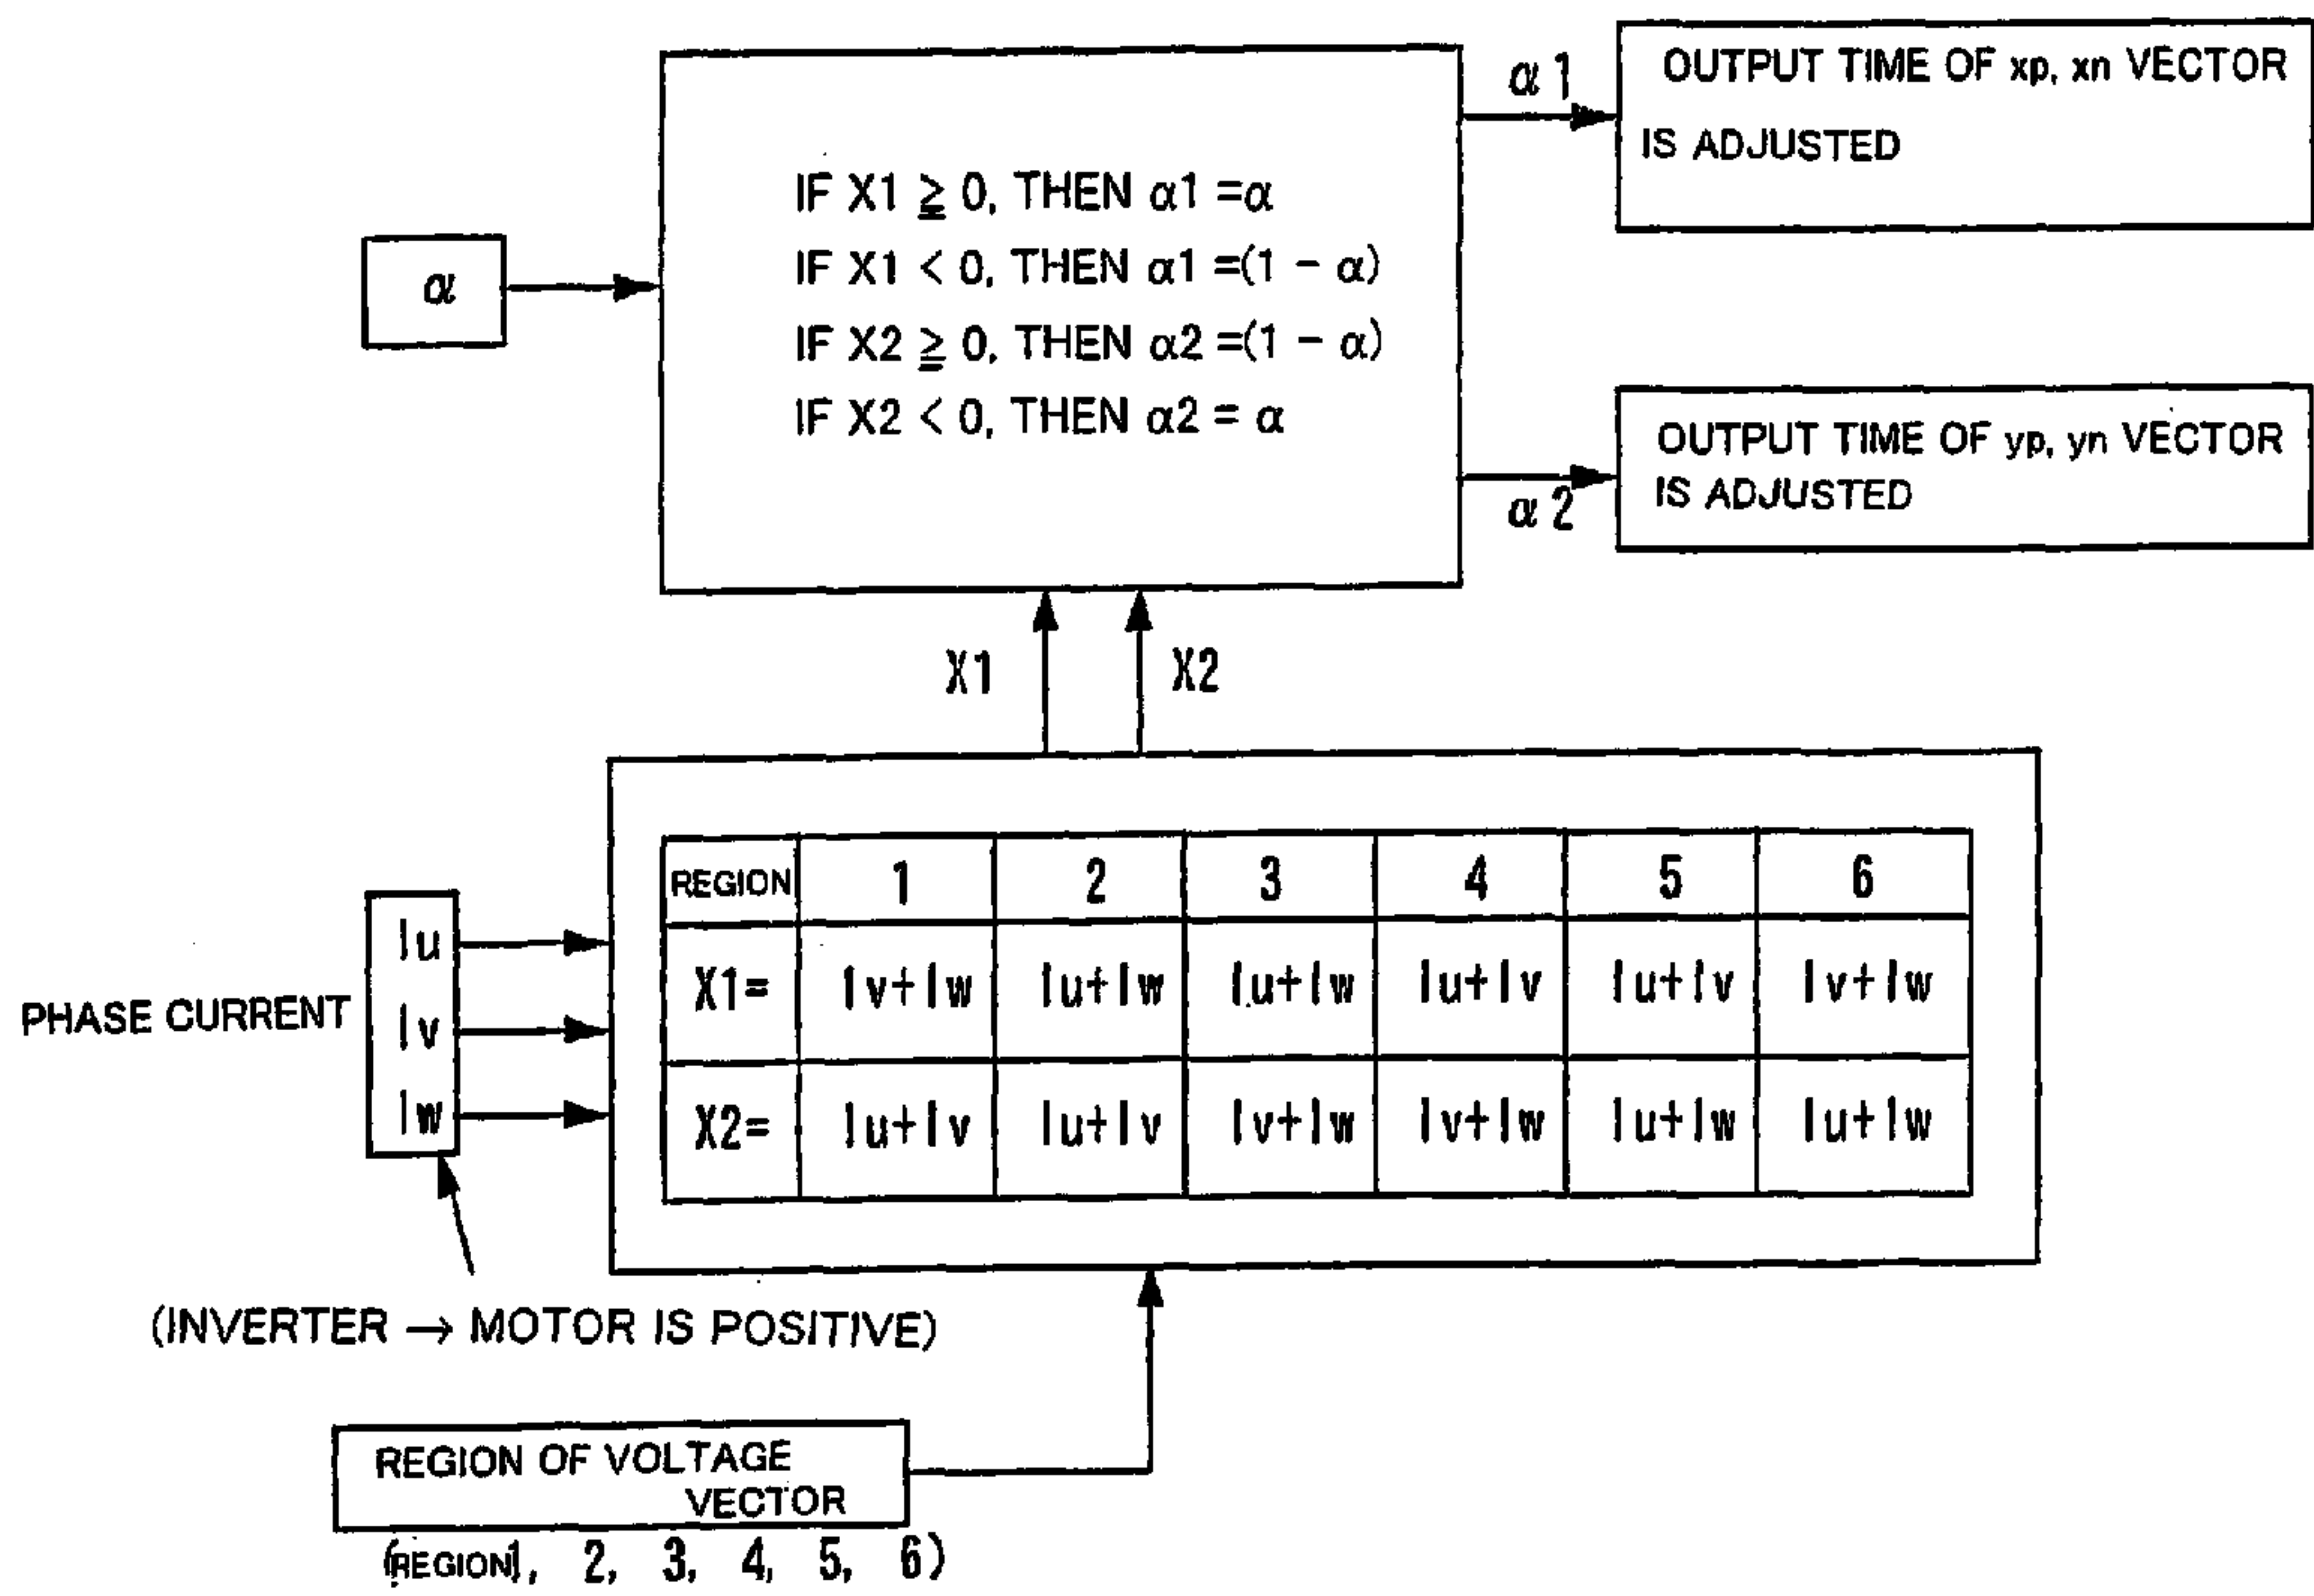 α
IF X1 ≧ 0, THEN α1 =α
IF X1 < 0, THEN α1 =(1 - α)
IF X2 ≧ 0, THEN α2 =(1 - α)
IF X2 < 0, THEN α2 = α
α1
OUTPUT TIME OF xp, xn VECTOR
IS ADJUSTED
α2
OUTPUT TIME OF yp, yn VECTOR
IS ADJUSTED
X1 X2
PHASE CURRENT
Iu
Iv
Iw
REGION 1 2 3 4 5 6
X1= Iv+Iw Iu+Iw Iu+Iw Iu+Iv Iu+Iv Iv+Iw
X2= Iu+Iv Iu+Iv Iv+Iw Iv+Iw Iu+Iw Iu+Iw
(INVERTER → MOTOR IS POSITIVE)
REGION OF VOLTAGE
VECTOR
(REGION1, 2, 3, 4, 5, 6)